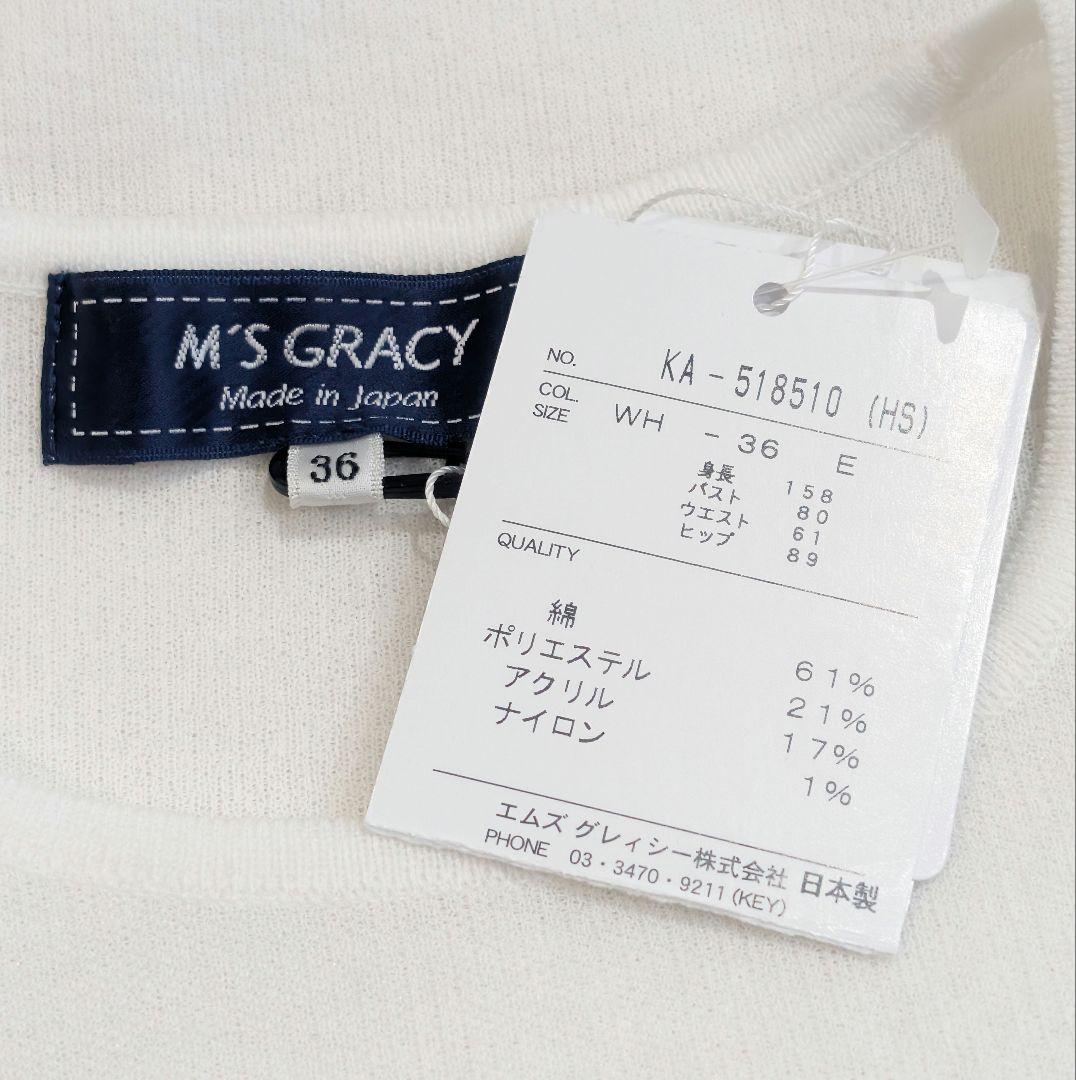 M'S GRACY
Made in Japan
36
NO. KA-518510 (HS)
COL. SIZE WH - 36 E
身長 158
バスト 80
ウエスト 61
ヒップ 89
QUALITY
綿 61%
ポリエステル 21%
アクリル 17%
ナイロン 1%
エムズ グレィシー株式会社 日本製
PHONE 03・3470・9211 (KEY)